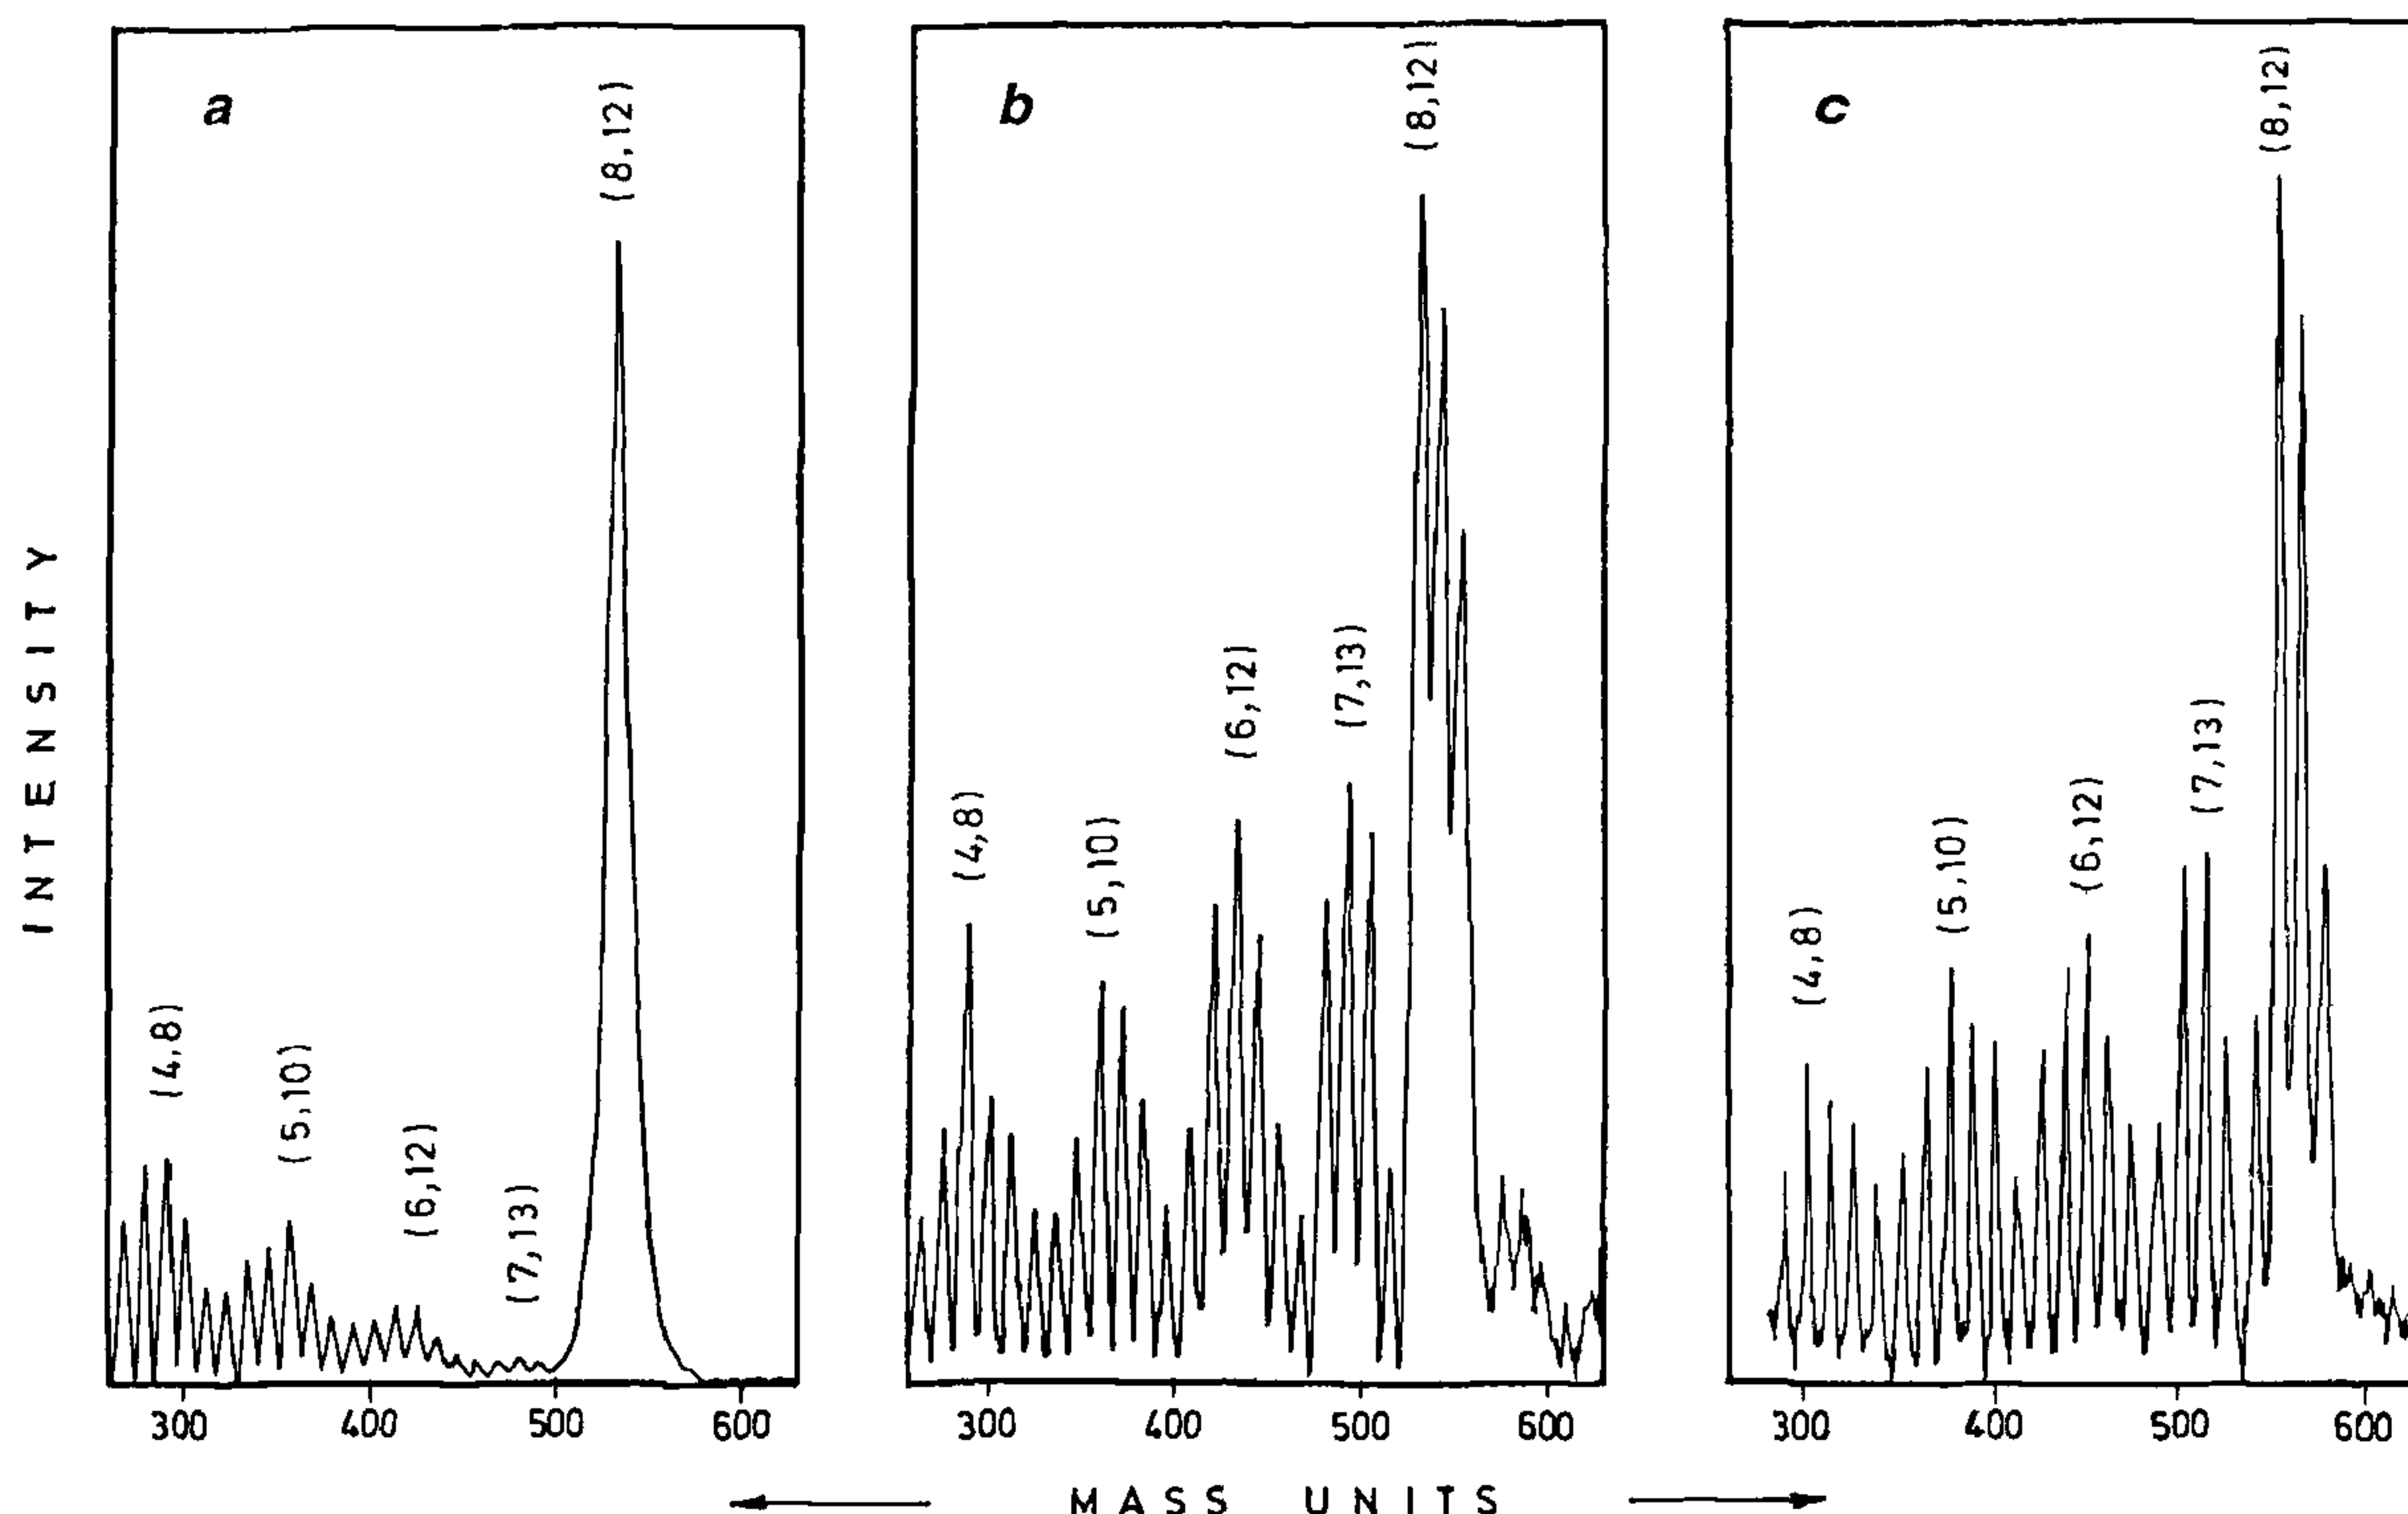 a
(4,8)
(5,10)
(6,12)
(7,13)
(8,12)
b
(4,8)
(5,10)
(6,12)
(7,13)
(8,12)
c
(4,8)
(5,10)
(6,12)
(7,13)
(8,12)
INTENSITY
300 400 500 600
300 400 500 600
300 400 500 600
MASS UNITS